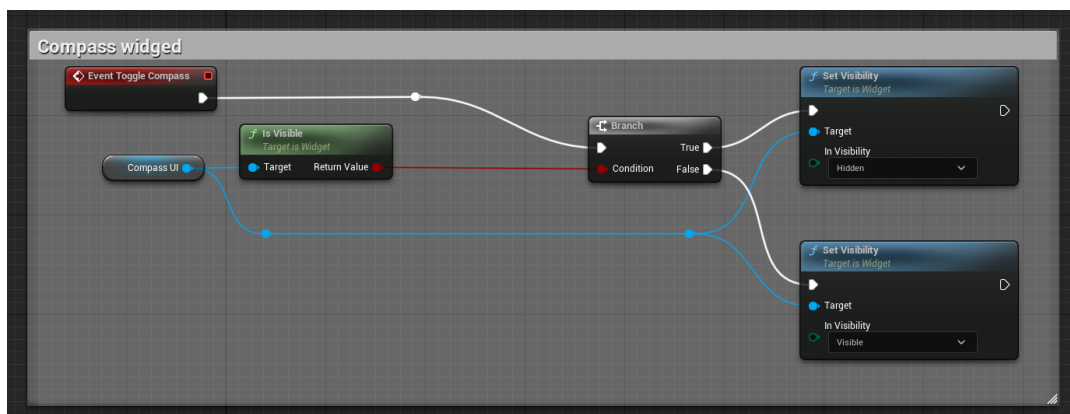 Compass widged
Event Toggle Compass
f Is Visible
Target is Widget
Target Return Value
Compass UI
Branch
True
Condition False
f Set Visibility
Target is Widget
Target
In Visibility
Hidden
f Set Visibility
Target is Widget
Target
In Visibility
Visible